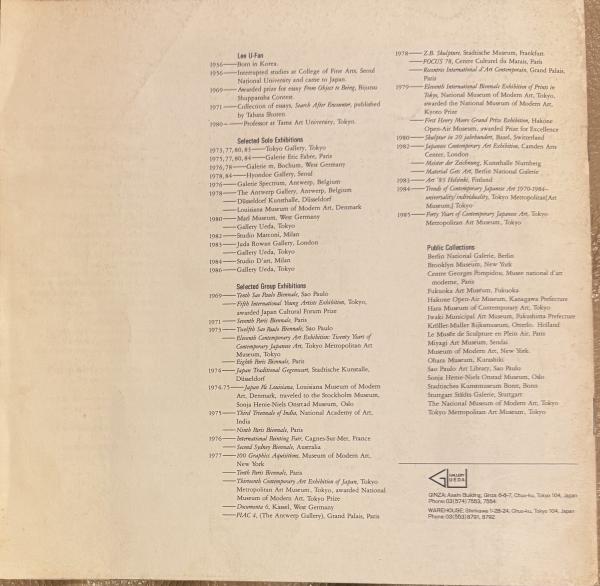 Lee U-Fan
1936——Born in Korea.
1956——Interrupted studies at College of Fine Arts, Seoul
National University and came to Japan.
1969——Awarded prize for essay From Object to Being, Bijutsu
Shuppansha Contest.
1971——Collection of essays, Search After Encounter, published
by Tabata Shoten.
1980–——Professor at Tama Art University, Tokyo.
Selected Solo Exhibitions
1973, 77, 80, 83——Tokyo Gallery, Tokyo
1975, 77, 80, 84——Galerie Eric Fabre, Paris
1976, 78——Galerie m, Bochum, West Germany
1978, 84——Hyondoe Gallery, Seoul
1976——Galerie Spectrum, Antwerp, Belgium
1978——The Antwerp Gallery, Antwerp, Belgium
——Düsseldorf Kunsthalle, Düsseldorf
——Louisiana Museum of Modern Art, Denmark
1980——Marl Museum, West Germany
——Gallery Ueda, Tokyo
1982——Studio Marconi, Milan
1983——Juda Rowan Gallery, London
——Gallery Ueda, Tokyo
1984——Studio D'art, Milan
1986——Gallery Ueda, Tokyo
Selected Group Exhibitions
1969——Tenth Sao Paulo Biennale, Sao Paulo
——Fifth International Young Artists Exhibition, Tokyo,
awarded Japan Cultural Forum Prize
1971——Seventh Paris Biennale, Paris
1973——Twelfth Sao Paulo Biennale, Sao Paulo
——Eleventh Contemporary Art Exhibition: Twenty Years of
Contemporary Japanese Art, Tokyo Metropolitan Art
Museum, Tokyo
——Eighth Paris Biennale, Paris
1974——Japan Traditional Gegenwart, Stadtische Kunstalle,
Düsseldorf
1974-75——Japan På Louisiana, Louisiana Museum of Modern
Art, Denmark, traveled to the Stockholm Museum,
Sonja Henie-Niels Onstad Museum, Oslo
1975——Third Triennale of India, National Academy of Art,
India
——Ninth Paris Biennale, Paris
1976——International Painting Fair, Cagnes-Sur-Mer, France
——Second Sydney Biennale, Australia
1977——100 Graphics Aquisitions, Museum of Modern Art,
New York
——Tenth Paris Biennale, Paris
——Thirteenth Contemporary Art Exhibition of Japan, Tokyo
Metropolitan Art Museum, Tokyo, awarded National
Museum of Modern Art, Tokyo Prize
——Documenta 6, Kassel, West Germany
——FIAC 4, (The Antwerp Gallery), Grand Palais, Paris
1978——Z.B. Skulptur, Stadtische Museum, Frankfurt
——FOCUS 78, Centre Culturel du Marais, Paris
——Recontres International d'Art Contemporain, Grand Palais,
Paris
1979——Eleventh International Biennale Exhibition of Prints in
Tokyo, National Museum of Modern Art, Tokyo,
awarded the National Museum of Modern Art,
Kyoto Prize
——First Henry Moore Grand Prize Exhibition, Hakone
Open-Air Museum, awarded Prize for Excellence
1980——Skulptur in 20 jahrhundert, Basel, Switzerland
1982——Japanese Contemporary Art Exhibition, Camden Arts
Center, London
——Meister der Zeichnung, Kunsthalle Nurnberg
——Material Gets Art, Berlin National Galerie
1983——Art '83 Helsinki, Finland
1984——Trends of Contemporary Japanese Art 1970-1984–
universality/individuality, Tokyo Metropolitan[Art
Museum,] Tokyo
1985——Forty Years of Contemporary Japanese Art, Tokyo
Metropolitan Art Museum, Tokyo
Public Collections
Berlin National Galerie, Berlin
Brooklyn Museum, New York
Centre Georges Pompidou, Musee national d'art
moderne, Paris
Fukuoka Art Museum, Fukuoka
Hakone Open-Air Museum, Kanagawa Prefecture
Hara Museum of Contemporary Art, Tokyo
Iwaki Municipal Art Museum, Fukushima Prefecture
Kröller-Muller Rijksmuseum, Otterlo, Holland
Le Musée de Sculpture en Plein Air, Paris
Miyagi Art Museum, Sendai
Museum of Modern Art, New York
Ohara Museum, Kurashiki
Sao Paulo Art Library, Sao Paulo
Sonja Henie-Niels Onstad Museum, Oslo
Stadtisches Kunstmuseum Bonn, Bonn
Stuttgart Städits Galerie, Stuttgart
The National Museum of Modern Art, Tokyo
Tokyo Metropolitan Art Museum, Tokyo
GALLERY
UEDA
GINZA: Asahi Building, Ginza 6-6-7, Chuo-ku, Tokyo 104, Japan
Phone: 03(574) 7553, 7554
WAREHOUSE: Shinkawa 1-28-24, Chuo-ku, Tokyo 104, Japan
Phone: 03(553) 8791, 8792